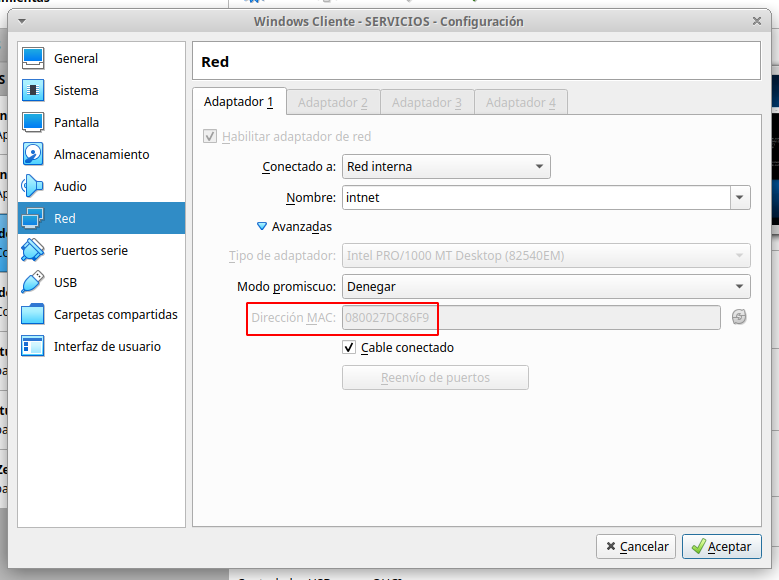 Windows Cliente - SERVICIOS - Configuración
General
Sistema
Pantalla
Almacenamiento
Audio
Red
Puertos serie
USB
Carpetas compartidas
Interfaz de usuario
Red
Adaptador 1
Adaptador 2
Adaptador 3
Adaptador 4
Habilitar adaptador de red
Conectado a:
Red interna
Nombre:
intnet
Avanzadas
Tipo de adaptador:
Intel PRO/1000 MT Desktop (82540EM)
Modo promiscuo:
Denegar
Dirección MAC:
080027DC86F9
Cable conectado
Reenvío de puertos
Cancelar
Aceptar